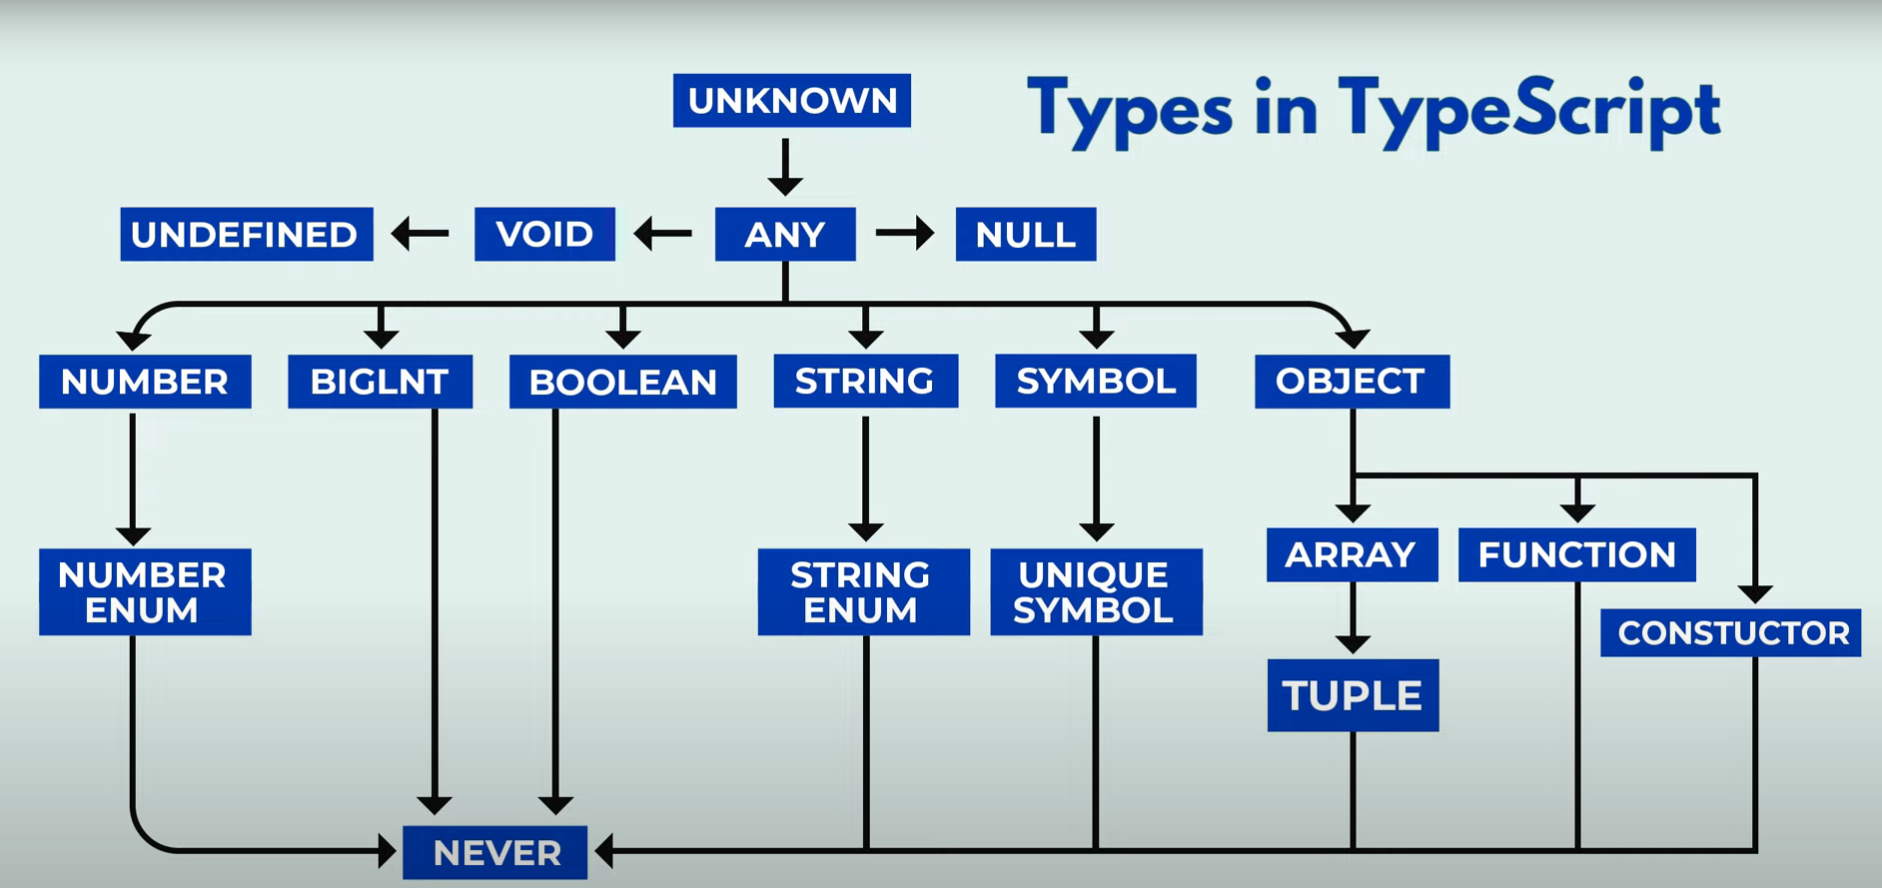 UNKNOWN
Types in TypeScript
UNDEFINED
VOID
ANY
NULL
NUMBER
BIGLNT
BOOLEAN
STRING
SYMBOL
OBJECT
NUMBER
ENUM
STRING
ENUM
UNIQUE
SYMBOL
ARRAY
FUNCTION
CONSTUCTOR
TUPLE
NEVER